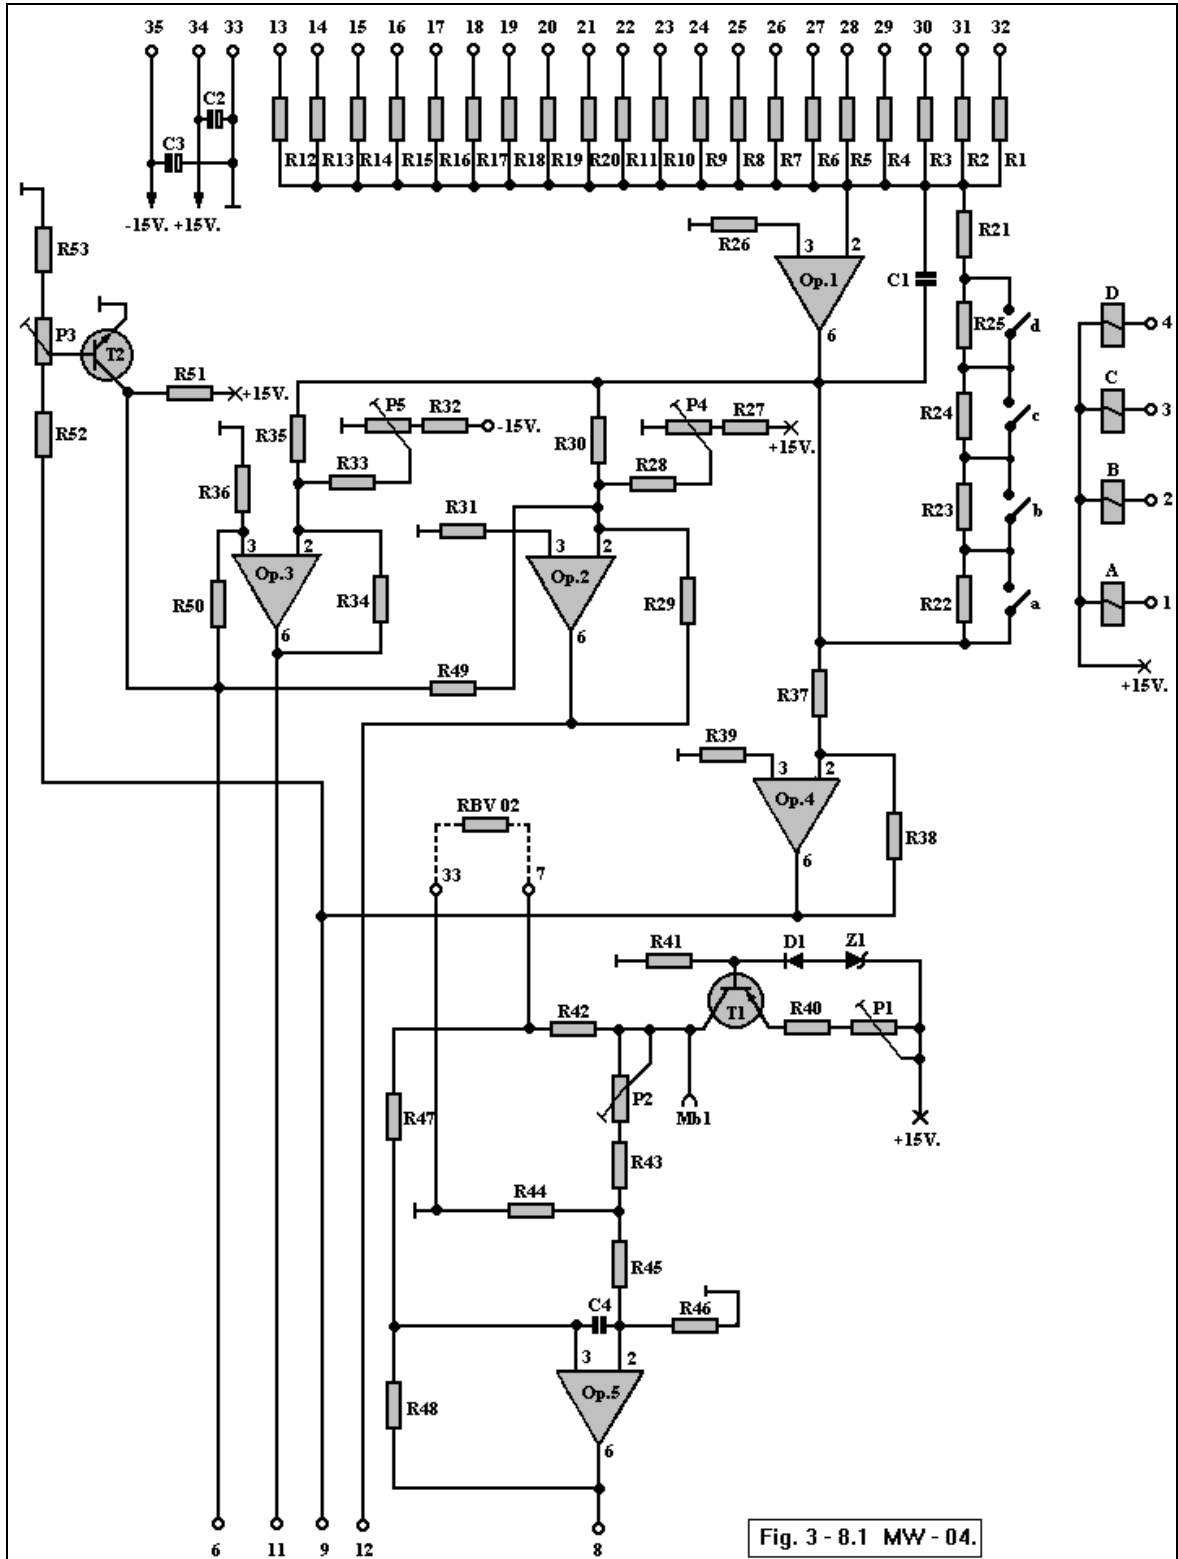 35 34 33 13 14 15 16 17 18 19 20 21 22 23 24 25 26 27 28 29 30 31 32
C2
C3
R12 R13 R14 R15 R16 R17 R18 R19 R20 R11 R10 R9 R8 R7 R6 R5 R4 R3 R2 R1
-15V. +15V.
R53
R26
3 2
R21
Op.1
C1
6
D
P3
R25 d
4
T2
R51
+15V.
P5 R32
-15V.
P4 R27
+15V.
C
3
R52
R35
R30
R24 c
R33
R28
R36
B
2
R31
R23 b
3 2
3 2
Op.3
Op.2
A
R50
R34
R29
R22 a
1
6
6
R49
R37
+15V.
R39
3 2
Op.4
RBV 02
R38
6
33 7
R41 D1 Z1
T1
R42
R40 P1
P2
Mb1
R47
+15V.
R43
R44
R45
C4
R46
3 2
Op.5
R48
6
6 11 9 12 8
Fig. 3 - 8.1 MW - 04.